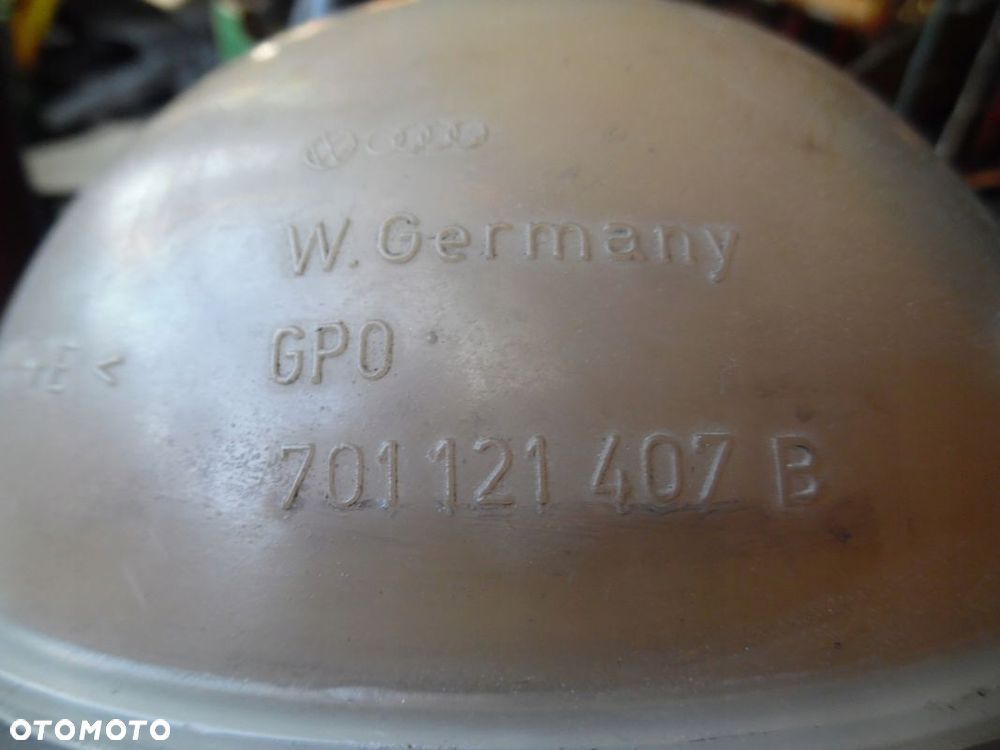 W. Germany
GPO
E <
701 121 407 B
OTOMOTO